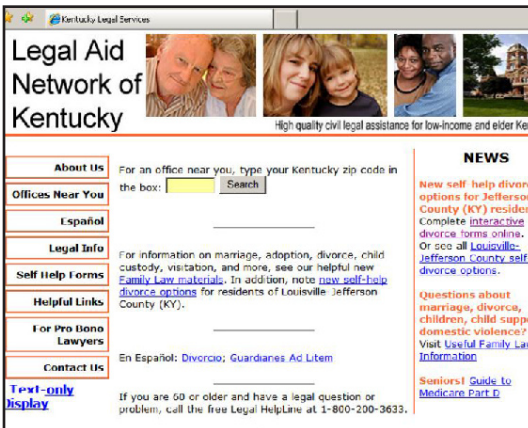 Kentucky Legal Services
Legal Aid
Network of
Kentucky
High quality civil legal assistance for low-income and elder
About Us
Offices Near You
Español
Legal Info
Self Help Forms
Helpful Links
For Pro Bono
Lawyers
Contact Us
Text-only
Display
For an office near you, type your Kentucky zip code in
the box: Search
For information on marriage, adoption, divorce, child
custody, visitation, and more, see our helpful new
Family Law materials. In addition, note new self-help
divorce options for residents of Louisville-Jefferson
County (KY).
En Español: Divorcio; Guardianes Ad Litem
If you are 60 or older and have a legal question or
problem, call the free Legal HelpLine at 1-800-200-3633.
NEWS
New self-help
options for
County (KY)
Complete interactive
divorce forms online.
Or see all Louisville-
Jefferson County self
divorce options.
Questions about
marriage, divorce,
children, child
domestic violence?
Visit Useful Family
Information
Seniors! Guide to
Medicare Part D